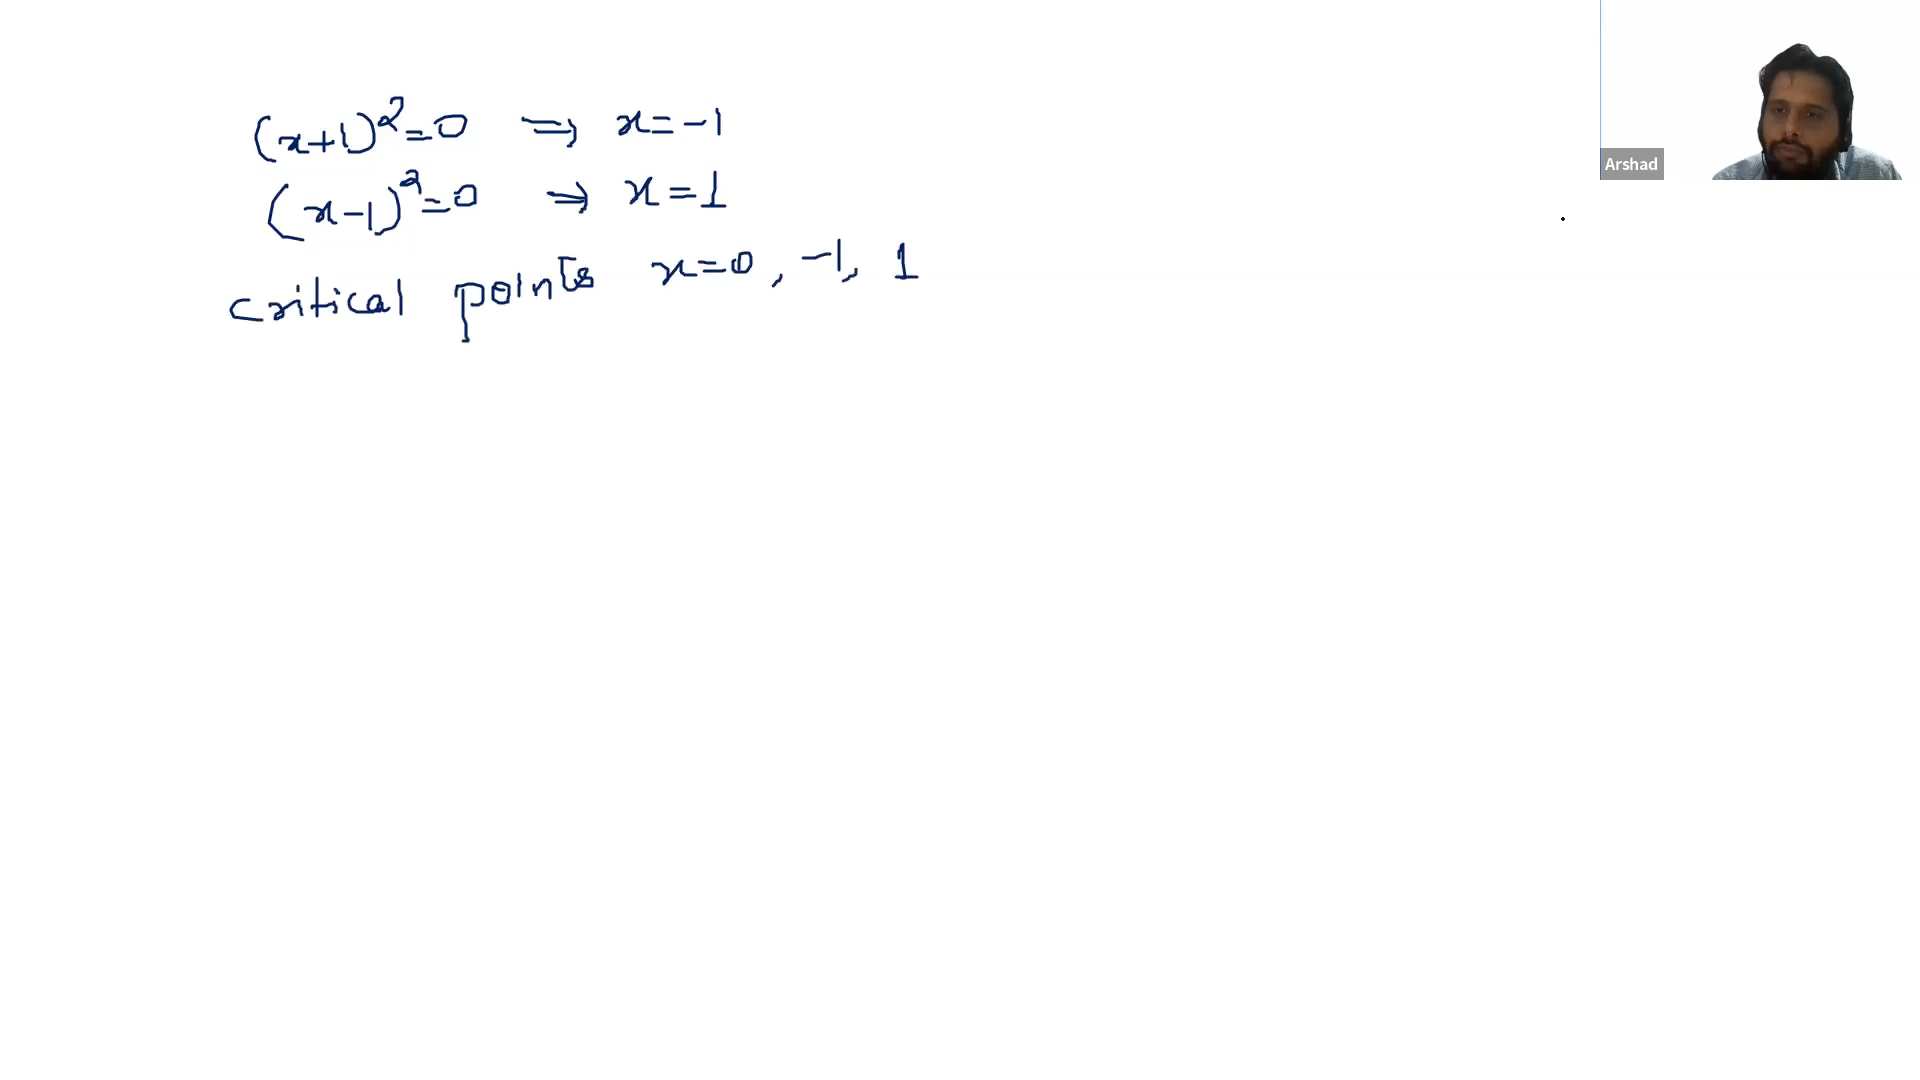 (x+1)²=0 ⇒ x=-1
(x-1)²=0 ⇒ x=1
critical points x=0, -1, 1
Arshad